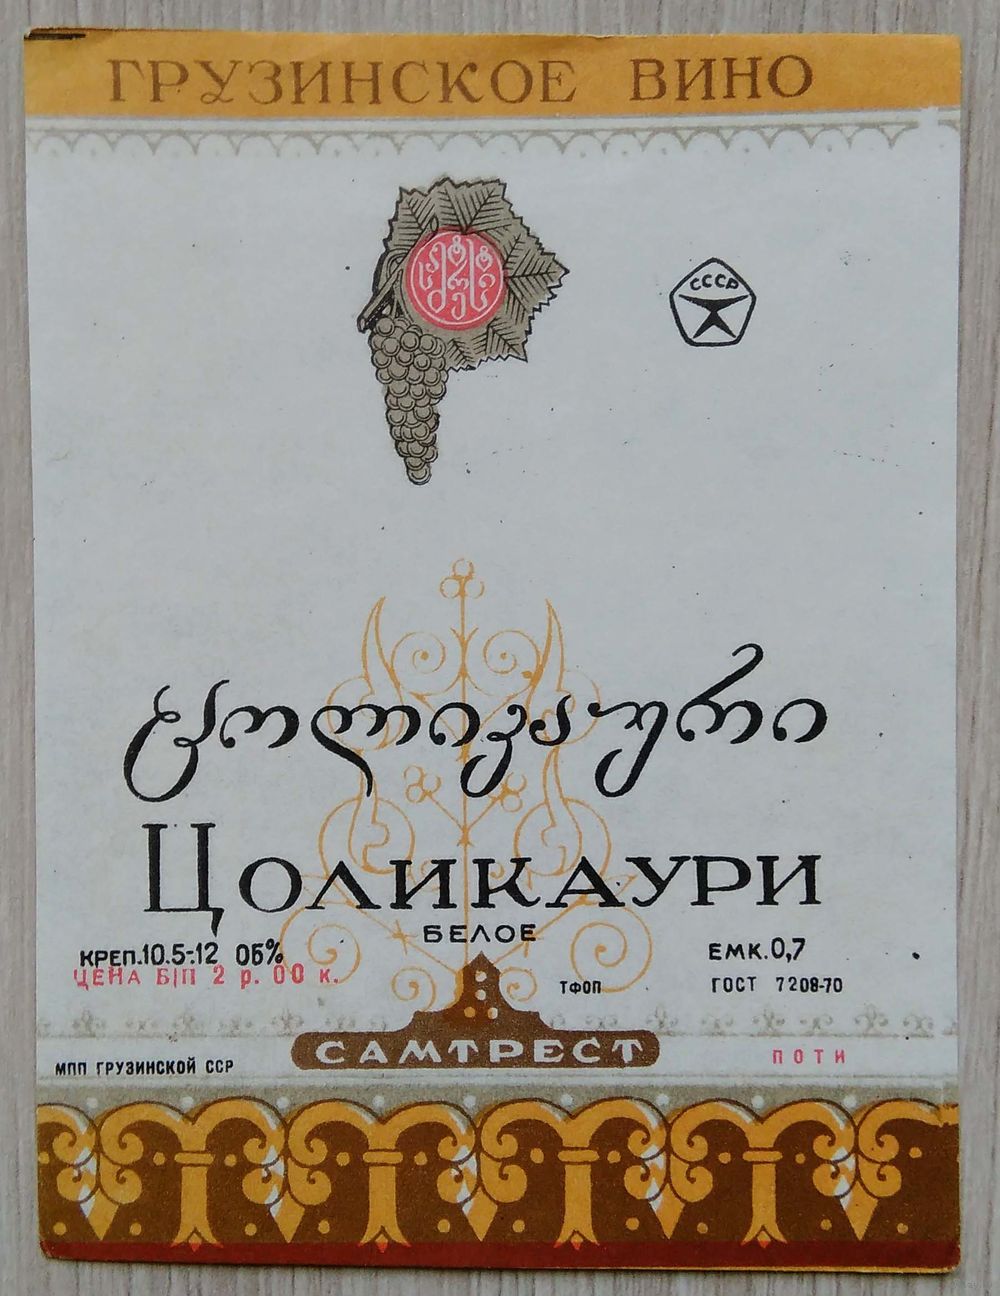 ГРУЗИНСКОЕ ВИНО
СССР
ცოლიკაური
ЦОЛИКАУРИ
БЕЛОЕ
КРЕП.10.5-12 ОБ%
ЕМК.0,7
ЦЕНА Б/П 2 р. 00 к.
ТФОП
ГОСТ 7208-70
САМТРЕСТ
МПП ГРУЗИНСКОЙ ССР
ПОТИ